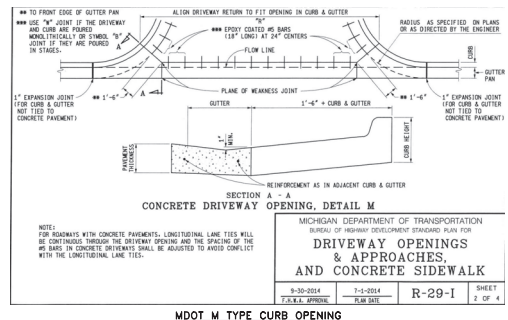 ** TO FRONT EDGE OF GUTTER PAN
ALIGN DRIVEWAY RETURN TO FIT OPENING IN CURB & GUTTER
*** USE "W" JOINT IF THE DRIVEWAY
AND CURB ARE POURED
MONOLITHICALLY OR SYMBOL "B"
JOINT IF THEY ARE POURED
IN STAGES.
A
"R"
*** EPOXY COATED #5 BARS
(18" LONG) AT 24" CENTERS
FLOW LINE
RADIUS AS SPECIFIED ON PLANS
OR AS DIRECTED BY THE ENGINEER
CURB
GUTTER
PAN
** 1'-6"
A
PLANE OF WEAKNESS JOINT
** 1'-6"
1" EXPANSION JOINT
(FOR CURB & GUTTER
NOT TIED TO
CONCRETE PAVEMENT)
1" EXPANSION JOINT
(FOR CURB & GUTTER
NOT TIED TO
CONCRETE PAVEMENT)
GUTTER
1'-6" + CURB & GUTTER
1"
MIN.
PAVEMENT
THICKNESS
CURB HEIGHT
REINFORCEMENT AS IN ADJACENT CURB & GUTTER
SECTION A - A
CONCRETE DRIVEWAY OPENING, DETAIL M
NOTE:
FOR ROADWAYS WITH CONCRETE PAVEMENTS, LONGITUDINAL LANE TIES WILL
BE CONTINUOUS THROUGH THE DRIVEWAY OPENING AND THE SPACING OF THE
#5 BARS IN CONCRETE DRIVEWAYS SHALL BE ADJUSTED TO AVOID CONFLICT
WITH THE LONGITUDINAL LANE TIES.
MICHIGAN DEPARTMENT OF TRANSPORTATION
BUREAU OF HIGHWAY DEVELOPMENT STANDARD PLAN FOR
DRIVEWAY OPENINGS
& APPROACHES,
AND CONCRETE SIDEWALK
9-30-2014
F.H.W.A. APPROVAL
7-1-2014
PLAN DATE
R-29-I
SHEET
2 OF 4
MDOT M TYPE CURB OPENING